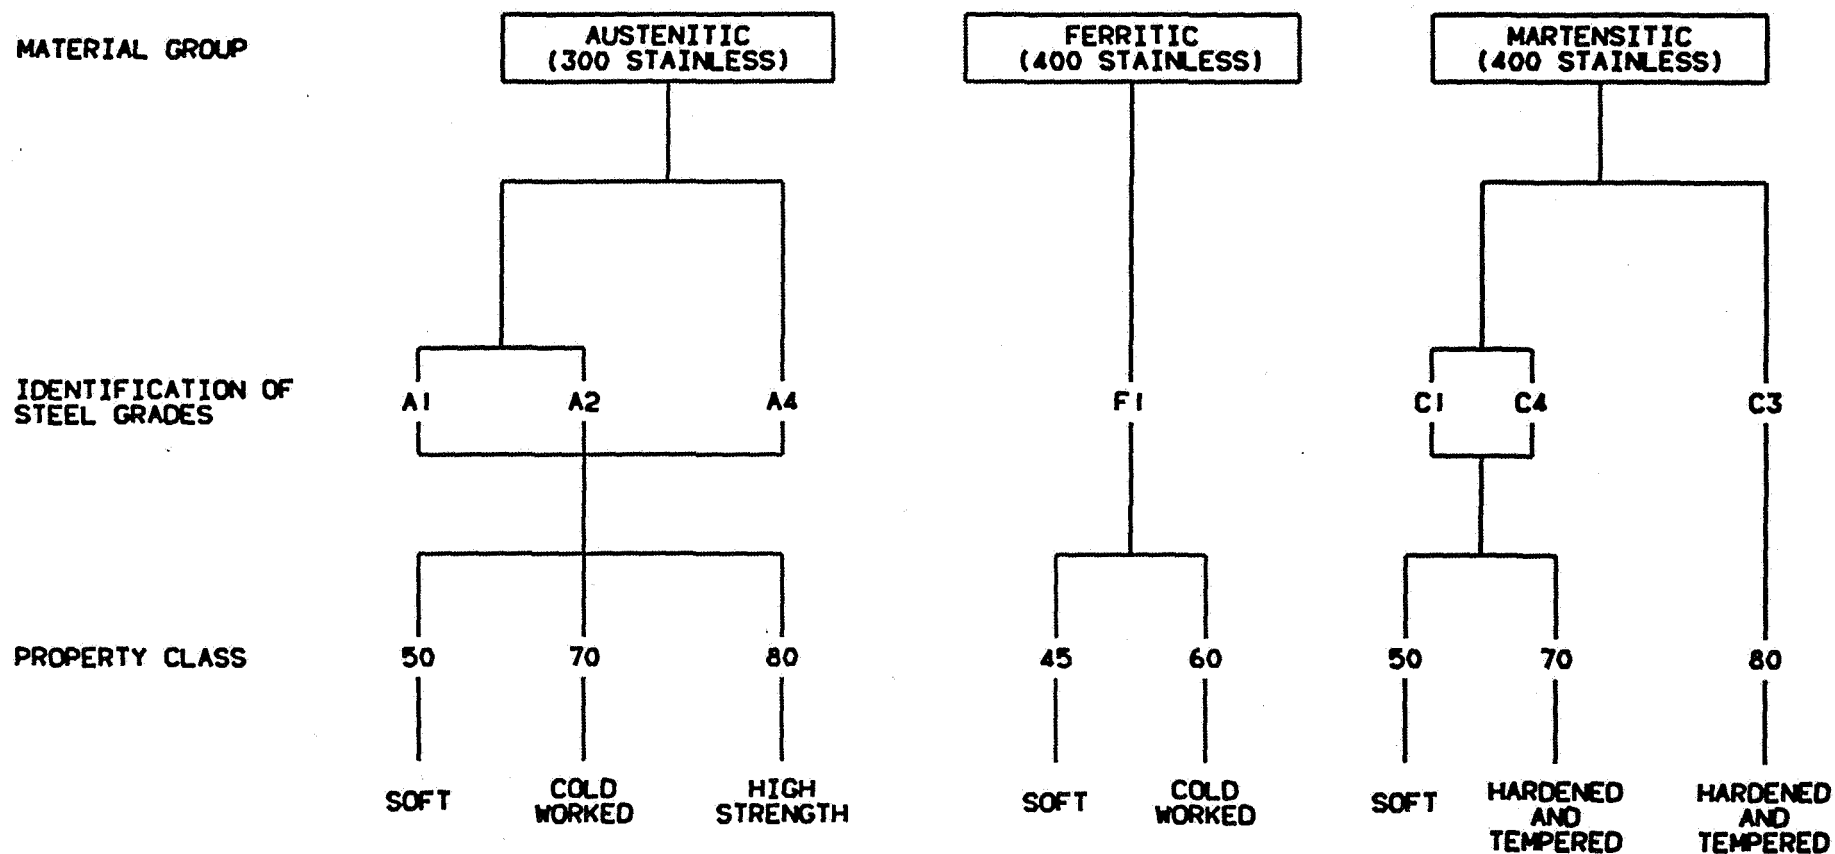 MATERIAL GROUP
AUSTENITIC
(300 STAINLESS)
FERRITIC
(400 STAINLESS)
MARTENSITIC
(400 STAINLESS)
IDENTIFICATION OF
STEEL GRADES
A1
A2
A4
F1
C1
C4
C3
PROPERTY CLASS
50
70
80
45
60
50
70
80
SOFT
COLD
WORKED
HIGH
STRENGTH
SOFT
COLD
WORKED
SOFT
HARDENED
AND
TEMPERED
HARDENED
AND
TEMPERED